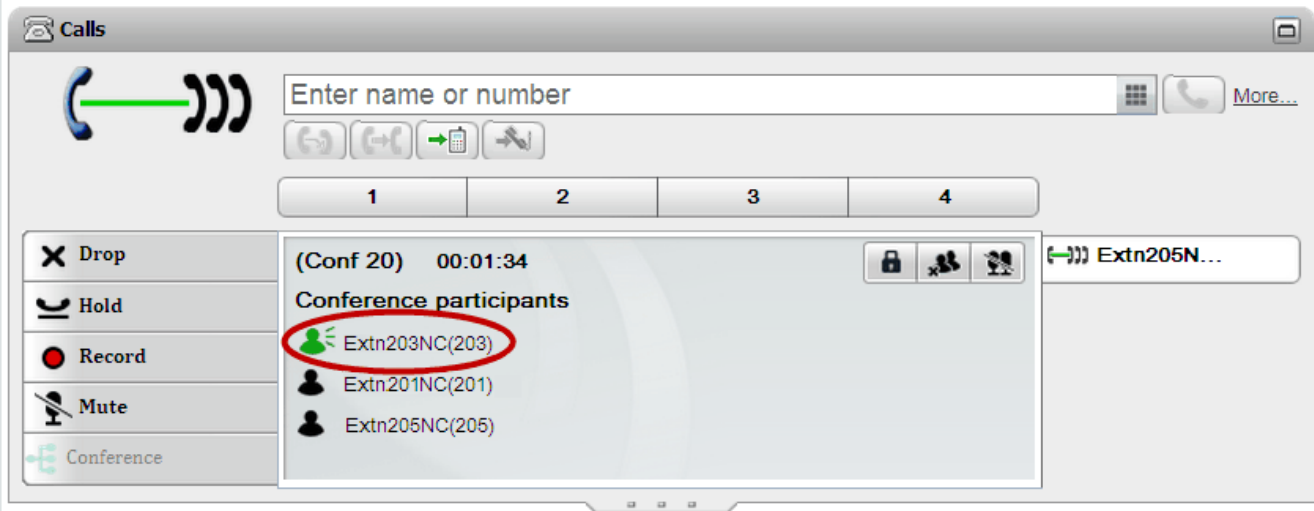 Calls
Enter name or number
More...
1 2 3 4
Drop
Hold
Record
Mute
Conference
(Conf 20) 00:01:34
Conference participants
Extn203NC(203)
Extn201NC(201)
Extn205NC(205)
Extn205N...